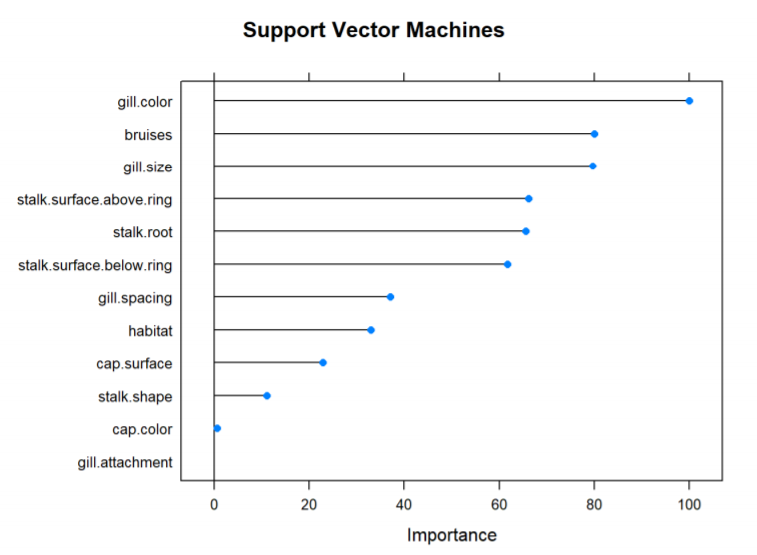 Support Vector Machines
gill.color
bruises
gill.size
stalk.surface.above.ring
stalk.root
stalk.surface.below.ring
gill.spacing
habitat
cap.surface
stalk.shape
cap.color
gill.attachment
0 20 40 60 80 100
Importance